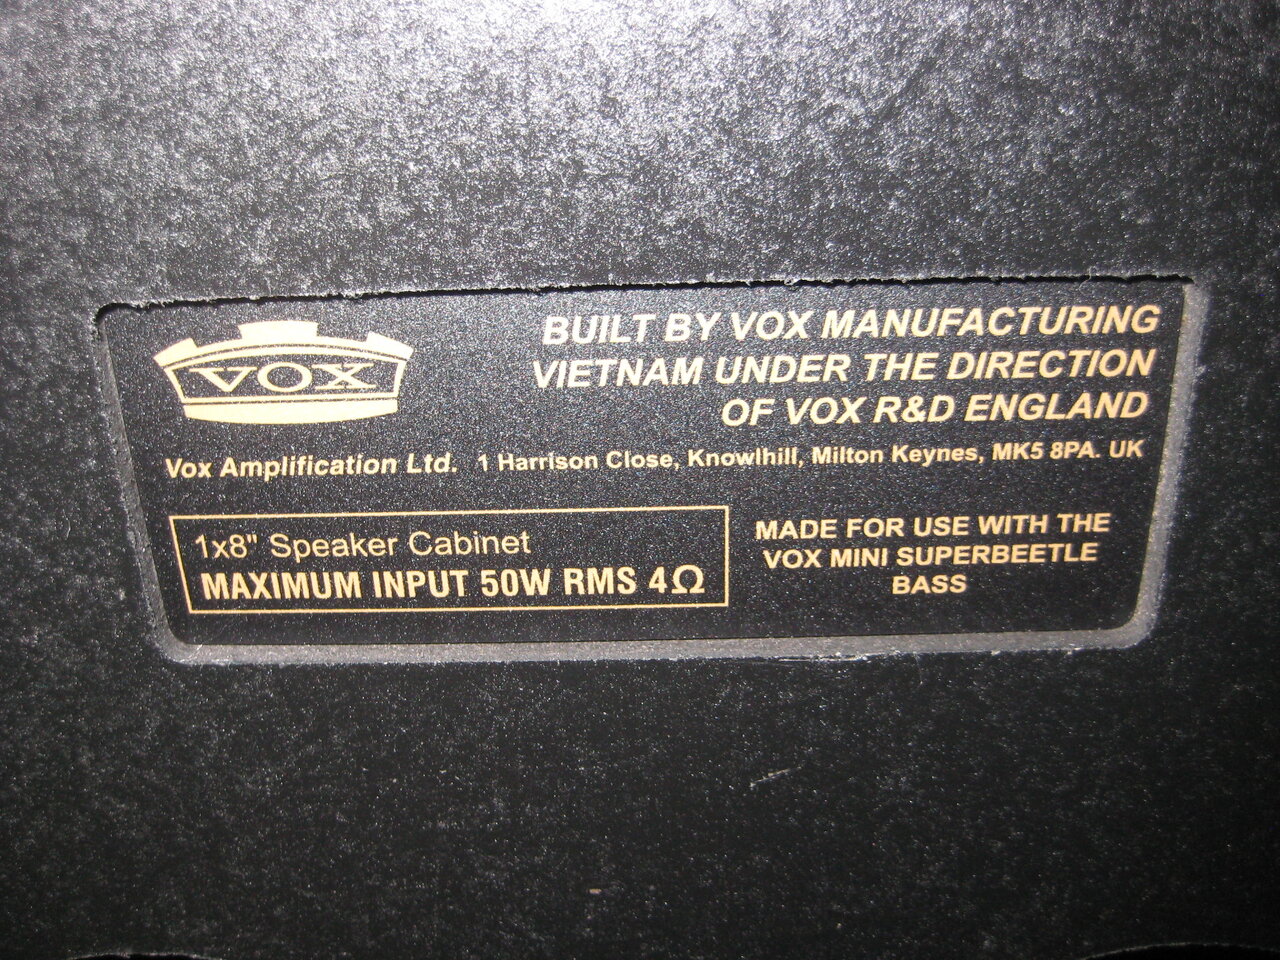 VOX
BUILT BY VOX MANUFACTURING
VIETNAM UNDER THE DIRECTION
OF VOX R&D ENGLAND
Vox Amplification Ltd. 1 Harrison Close, Knowlhill, Milton Keynes, MK5 8PA. UK
1x8" Speaker Cabinet
MAXIMUM INPUT 50W RMS 4Ω
MADE FOR USE WITH THE
VOX MINI SUPERBEETLE
BASS